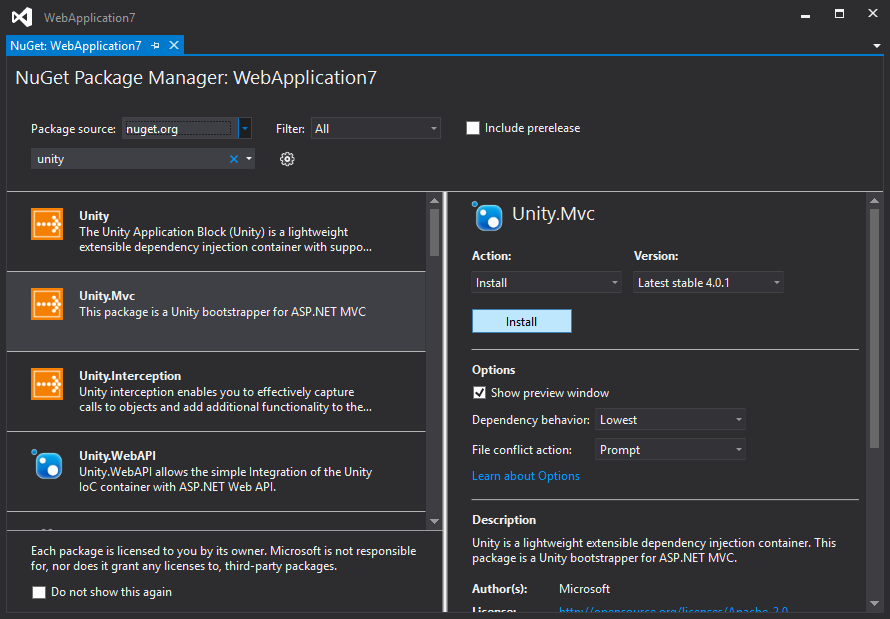 WebApplication7
NuGet: WebApplication7
NuGet Package Manager: WebApplication7
Package source: nuget.org Filter: All Include prerelease
unity
Unity
The Unity Application Block (Unity) is a lightweight
extensible dependency injection container with suppo...
Unity.Mvc
This package is a Unity bootstrapper for ASP.NET MVC
Unity.Interception
Unity interception enables you to effectively capture
calls to objects and add additional functionality to the...
Unity.WebAPI
Unity.WebAPI allows the simple Integration of the Unity
IoC container with ASP.NET Web API.
Each package is licensed to you by its owner. Microsoft is not responsible
for, nor does it grant any licenses to, third-party packages.
Do not show this again
Unity.Mvc
Action: Version:
Install Latest stable 4.0.1
Install
Options
Show preview window
Dependency behavior: Lowest
File conflict action: Prompt
Learn about Options
Description
Unity is a lightweight extensible dependency injection container. This
package is a Unity bootstrapper for ASP.NET MVC.
Author(s): Microsoft
License: http://opensource.org/licenses/Apache-2.0